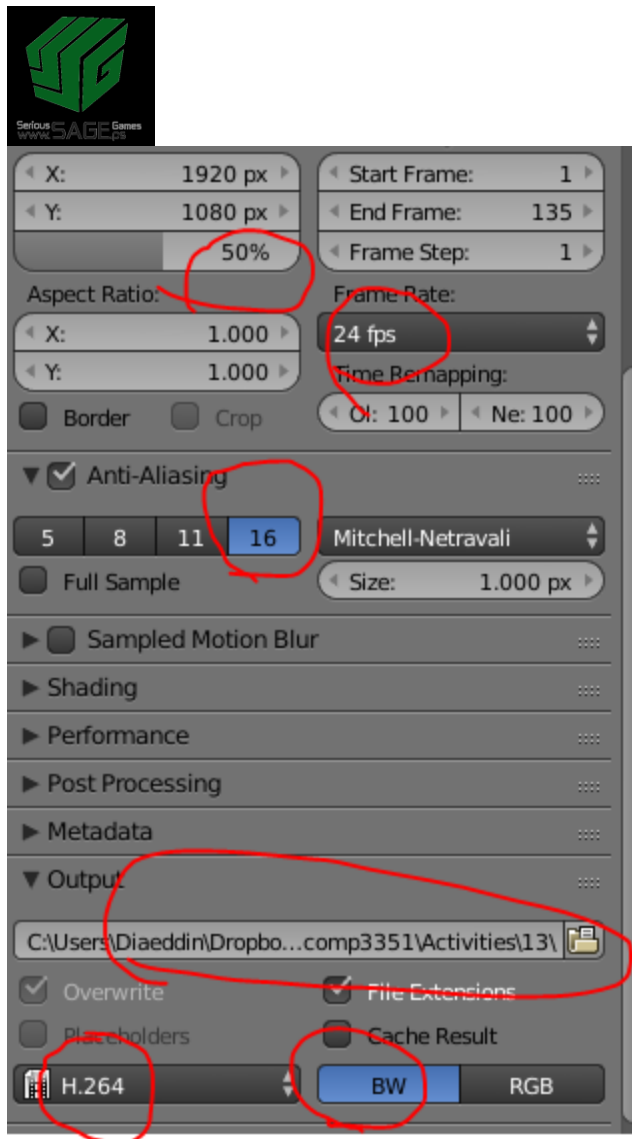 Serious Games
www.SAGE.ps
X: 1920 px
Start Frame: 1
Y: 1080 px
End Frame: 135
50%
Frame Step: 1
Aspect Ratio:
Frame Rate:
X: 1.000
24 fps
Y: 1.000
Time Remapping:
Border
Crop
Ol: 100
Ne: 100
Anti-Aliasing
5 8 11 16
Mitchell-Netravali
Full Sample
Size: 1.000 px
Sampled Motion Blur
Shading
Performance
Post Processing
Metadata
Output
C:\Users\Diaeddin\Dropbo...comp3351\Activities\13\
Overwrite
File Extensions
Placeholders
Cache Result
H.264
BW
RGB